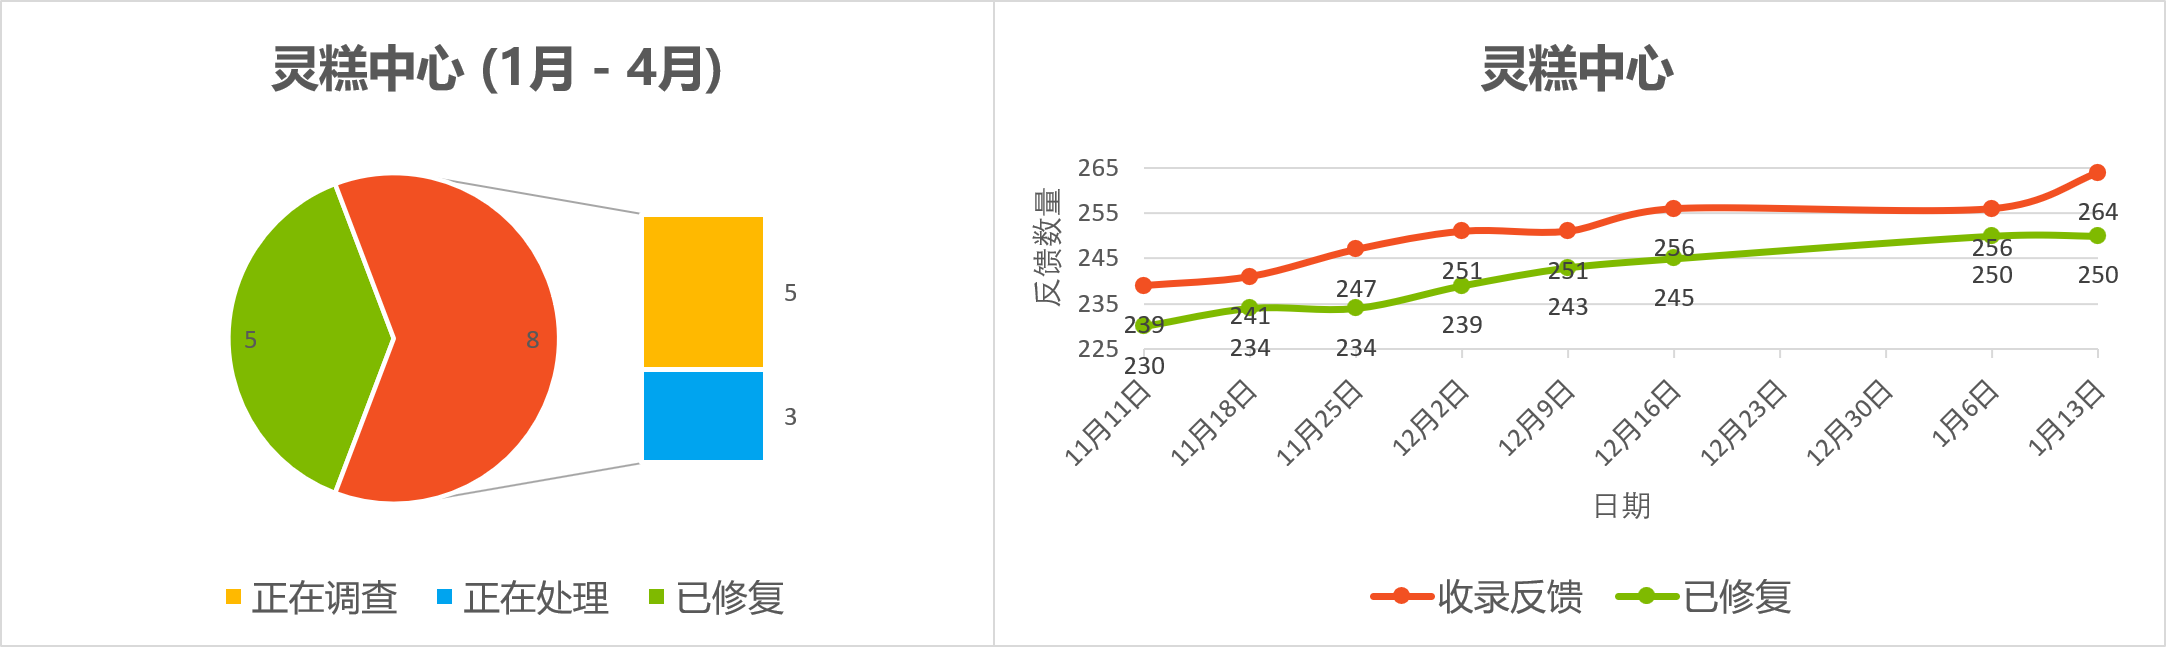 灵糕中心 (1月 - 4月)
5
8
5
3
正在调查
正在处理
已修复
灵糕中心
反馈数量
265
255
245
235
225
239
241
247
251
251
256
256
264
230
234
234
239
243
245
250
250
11月11日
11月18日
11月25日
12月2日
12月9日
12月16日
12月23日
12月30日
1月6日
1月13日
日期
收录反馈
已修复